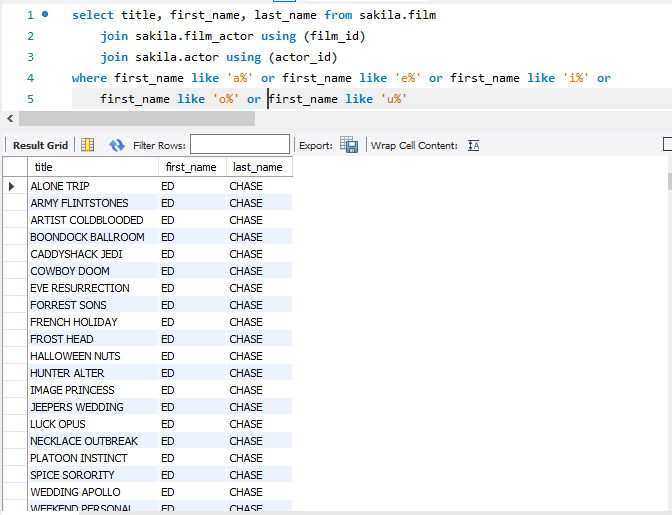 1 select title, first_name, last_name from sakila.film
2 join sakila.film_actor using (film_id)
3 join sakila.actor using (actor_id)
4 where first_name like 'a%' or first_name like 'e%' or first_name like 'i%' or
5 first_name like 'o%' or first_name like 'u%'
Result Grid Filter Rows: Export: Wrap Cell Content:
title first_name last_name
ALONE TRIP ED CHASE
ARMY FLINTSTONES ED CHASE
ARTIST COLDBLOODED ED CHASE
BOONDOCK BALLROOM ED CHASE
CADDYSHACK JEDI ED CHASE
COWBOY DOOM ED CHASE
EVE RESURRECTION ED CHASE
FORREST SONS ED CHASE
FRENCH HOLIDAY ED CHASE
FROST HEAD ED CHASE
HALLOWEEN NUTS ED CHASE
HUNTER ALTER ED CHASE
IMAGE PRINCESS ED CHASE
JEEPERS WEDDING ED CHASE
LUCK OPUS ED CHASE
NECKLACE OUTBREAK ED CHASE
PLATOON INSTINCT ED CHASE
SPICE SORORITY ED CHASE
WEDDING APOLLO ED CHASE
WEEKEND PERSONAL ED CHASE